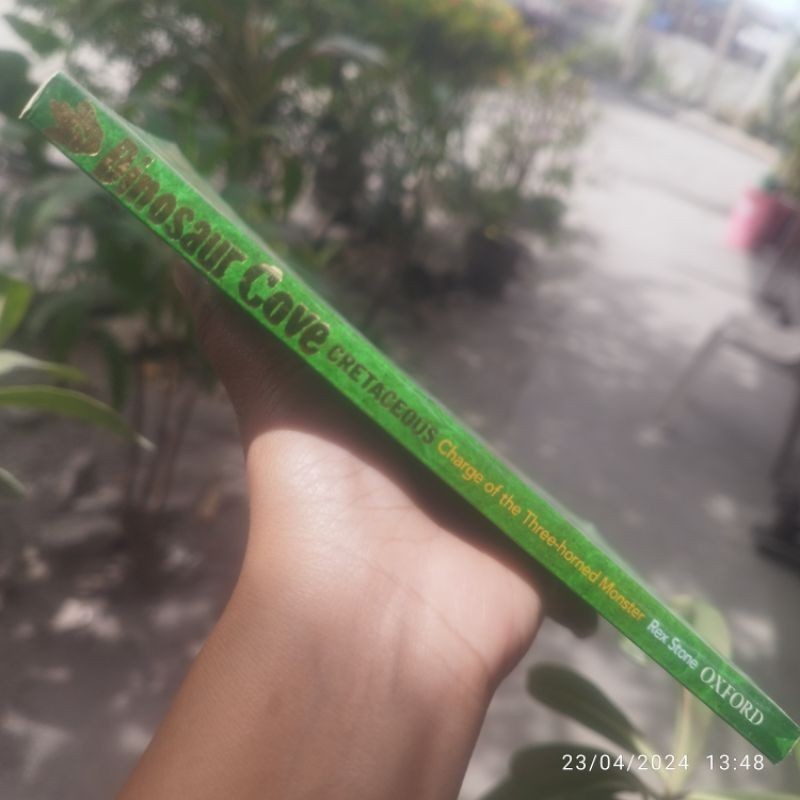 Dinosaur Cove CRETACEOUS Charge of the Three-horned Monster Rex Stone OXFORD
23/04/2024 13:48